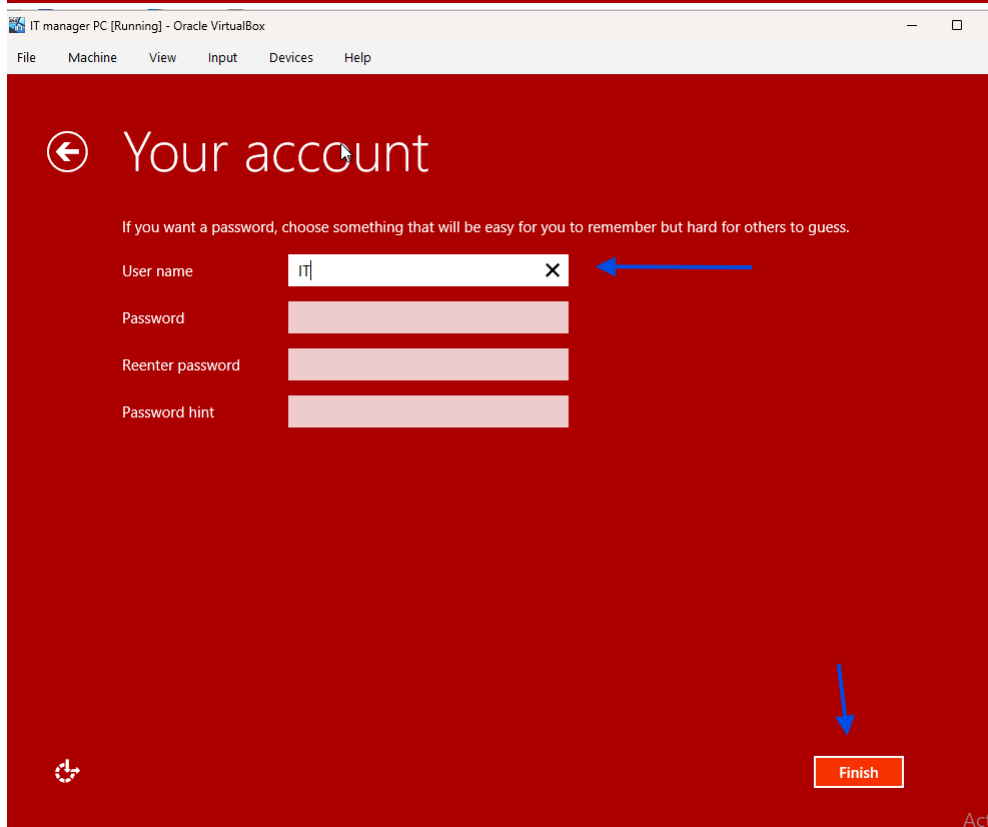 IT manager PC [Running] - Oracle VirtualBox
File Machine View Input Devices Help
Your account
If you want a password, choose something that will be easy for you to remember but hard for others to guess.
User name IT
Password
Reenter password
Password hint
Finish